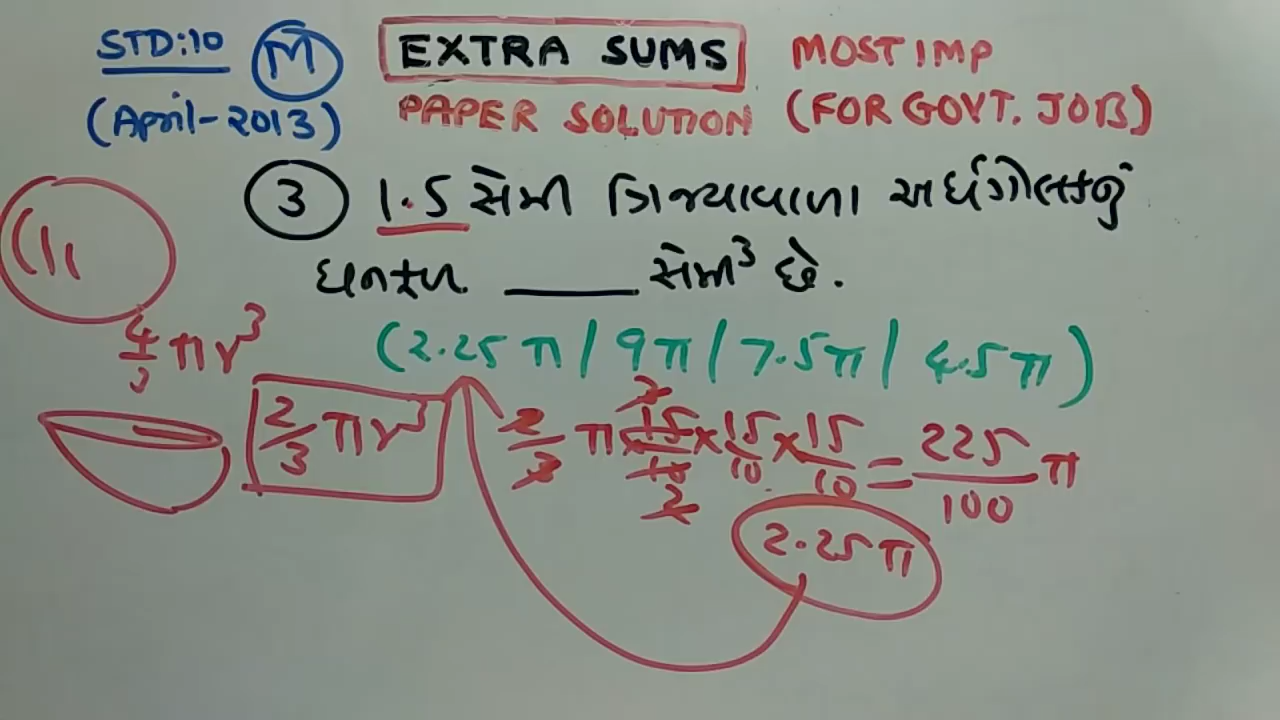 STD:10 M EXTRA SUMS MOST IMP
(April-2013) PAPER SOLUTION (FOR GOVT. JOB)
3 1.5 સેમી ત્રિજ્યાવાળા અર્ધગોલકનું
ઘનફળ ______ સેમી³ છે.
(2.25π / 9π / 7.5π / 4.5π)
4/3 πr³
2/3 πr³
2/3 π × 15/10 × 15/10 × 15/10 = 225/100 π
2.25π